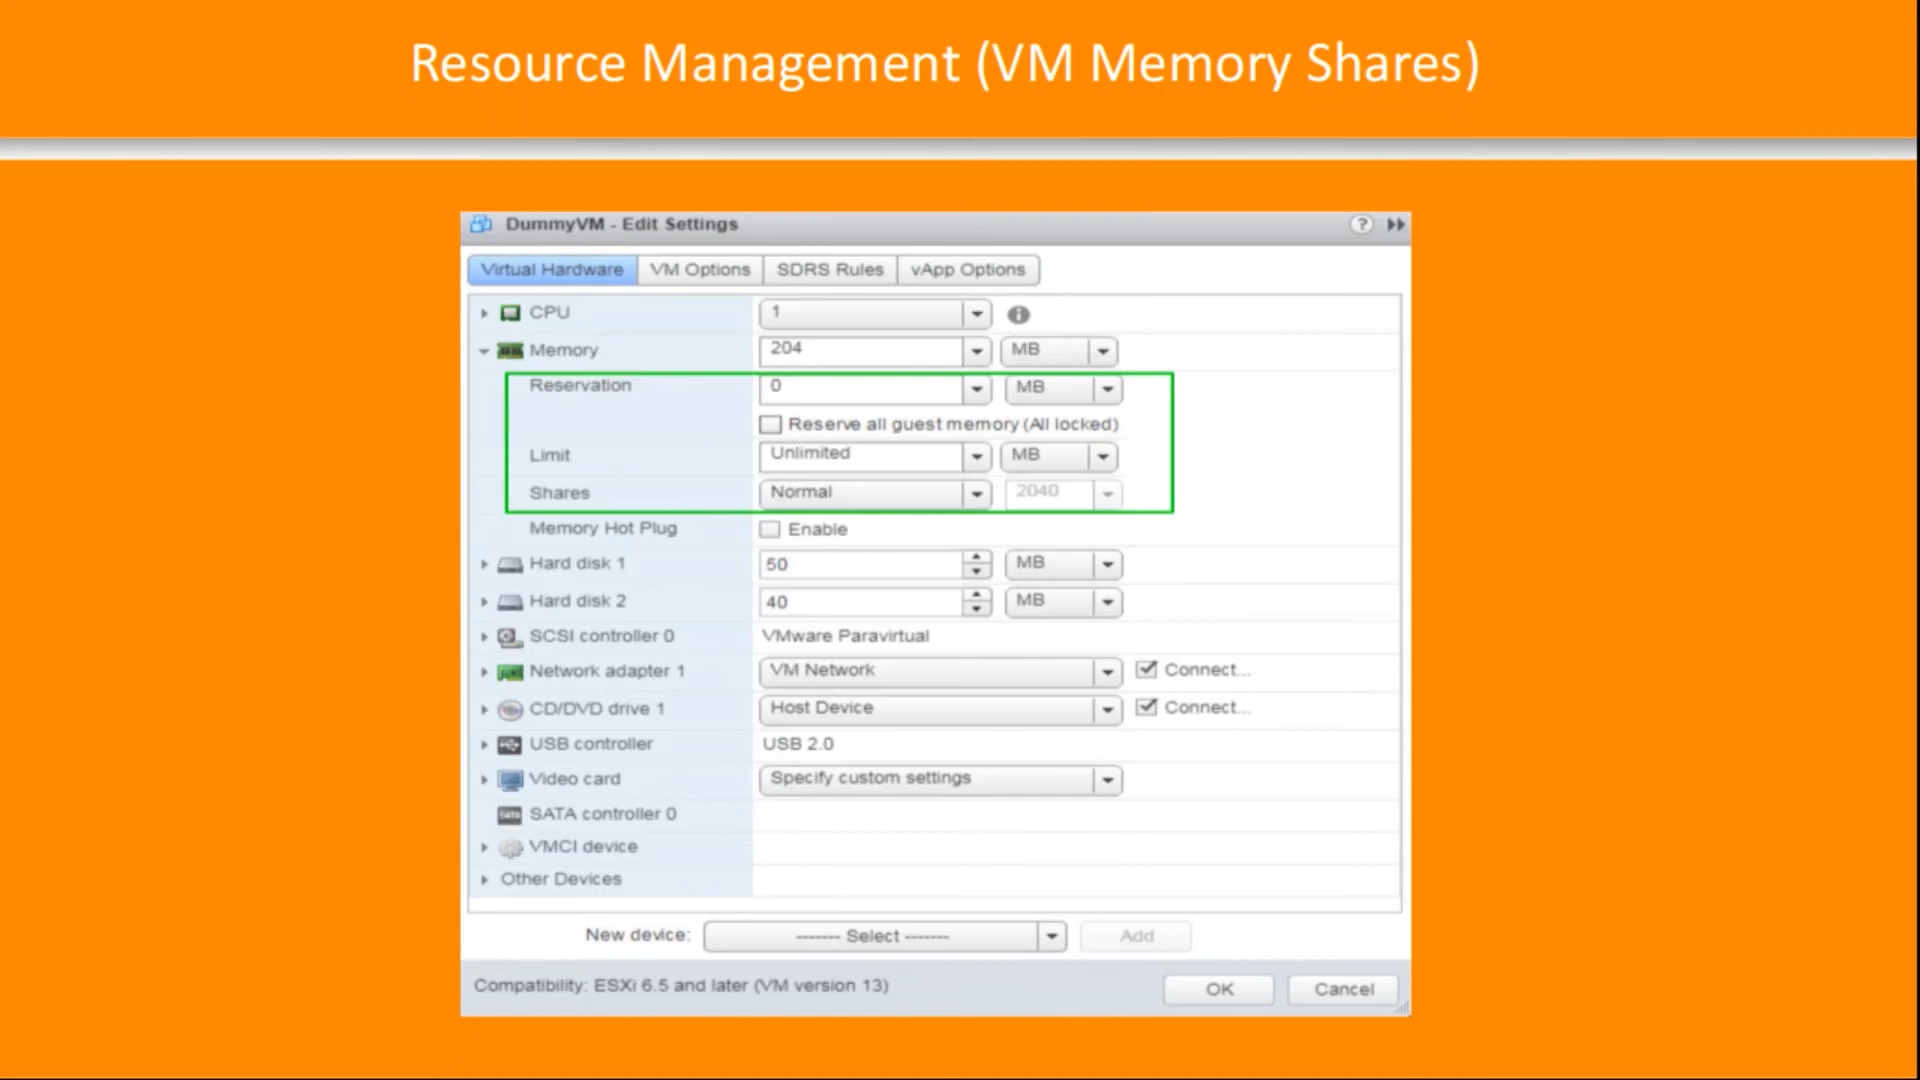 Resource Management (VM Memory Shares)
DummyVM - Edit Settings
?
Virtual Hardware VM Options SDRS Rules vApp Options
CPU 1
Memory 204 MB
Reservation 0 MB
Reserve all guest memory (All locked)
Limit Unlimited MB
Shares Normal 2040
Memory Hot Plug Enable
Hard disk 1 50 MB
Hard disk 2 40 MB
SCSI controller 0 VMware Paravirtual
Network adapter 1 VM Network Connect...
CD/DVD drive 1 Host Device Connect...
USB controller USB 2.0
Video card Specify custom settings
SATA controller 0
VMCI device
Other Devices
New device: ------- Select ------- Add
Compatibility: ESXi 6.5 and later (VM version 13) OK Cancel